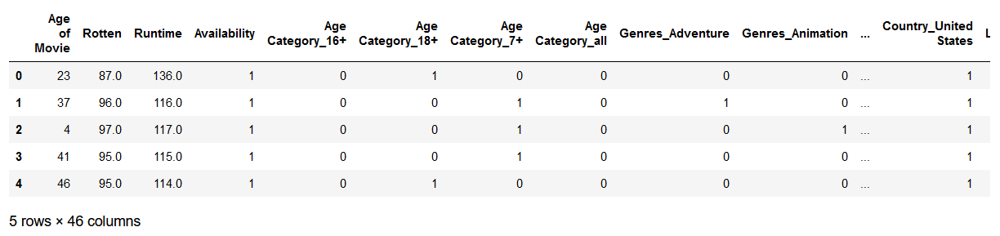 Age of Movie Rotten Runtime Availability Age Category_16+ Age Category_18+ Age Category_7+ Age Category_all Genres_Adventure Genres_Animation ... Country_United States L
0 23 87.0 136.0 1 0 1 0 0 0 0 ... 1
1 37 96.0 116.0 1 0 0 1 0 1 0 ... 1
2 4 97.0 117.0 1 0 0 1 0 0 1 ... 1
3 41 95.0 115.0 1 0 0 1 0 0 0 ... 1
4 46 95.0 114.0 1 0 1 0 0 0 0 ... 1
5 rows × 46 columns